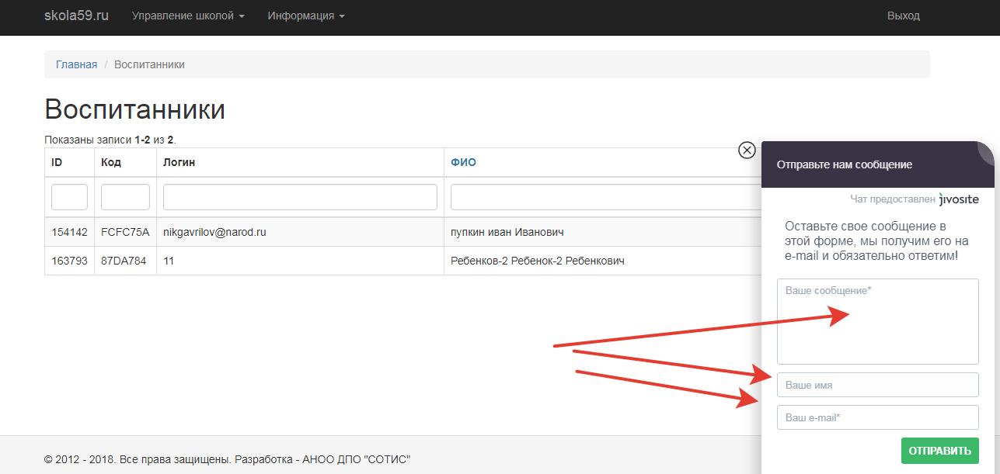 skola59.ru Управление школой Информация Выход
Главная / Воспитанники
Воспитанники
Показаны записи 1-2 из 2.
ID Код Логин ФИО
154142 FCFC75A nikgavrilov@narod.ru пупкин иван Иванович
163793 87DA784 11 Ребенков-2 Ребенок-2 Ребенкович
Отправьте нам сообщение
Чат предоставлен jivosite
Оставьте свое сообщение в
этой форме, мы получим его на
e-mail и обязательно ответим!
Ваше сообщение*
Ваше имя
Ваш e-mail*
ОТПРАВИТЬ
© 2012 - 2018. Все права защищены. Разработка - АНОО ДПО "СОТИС"